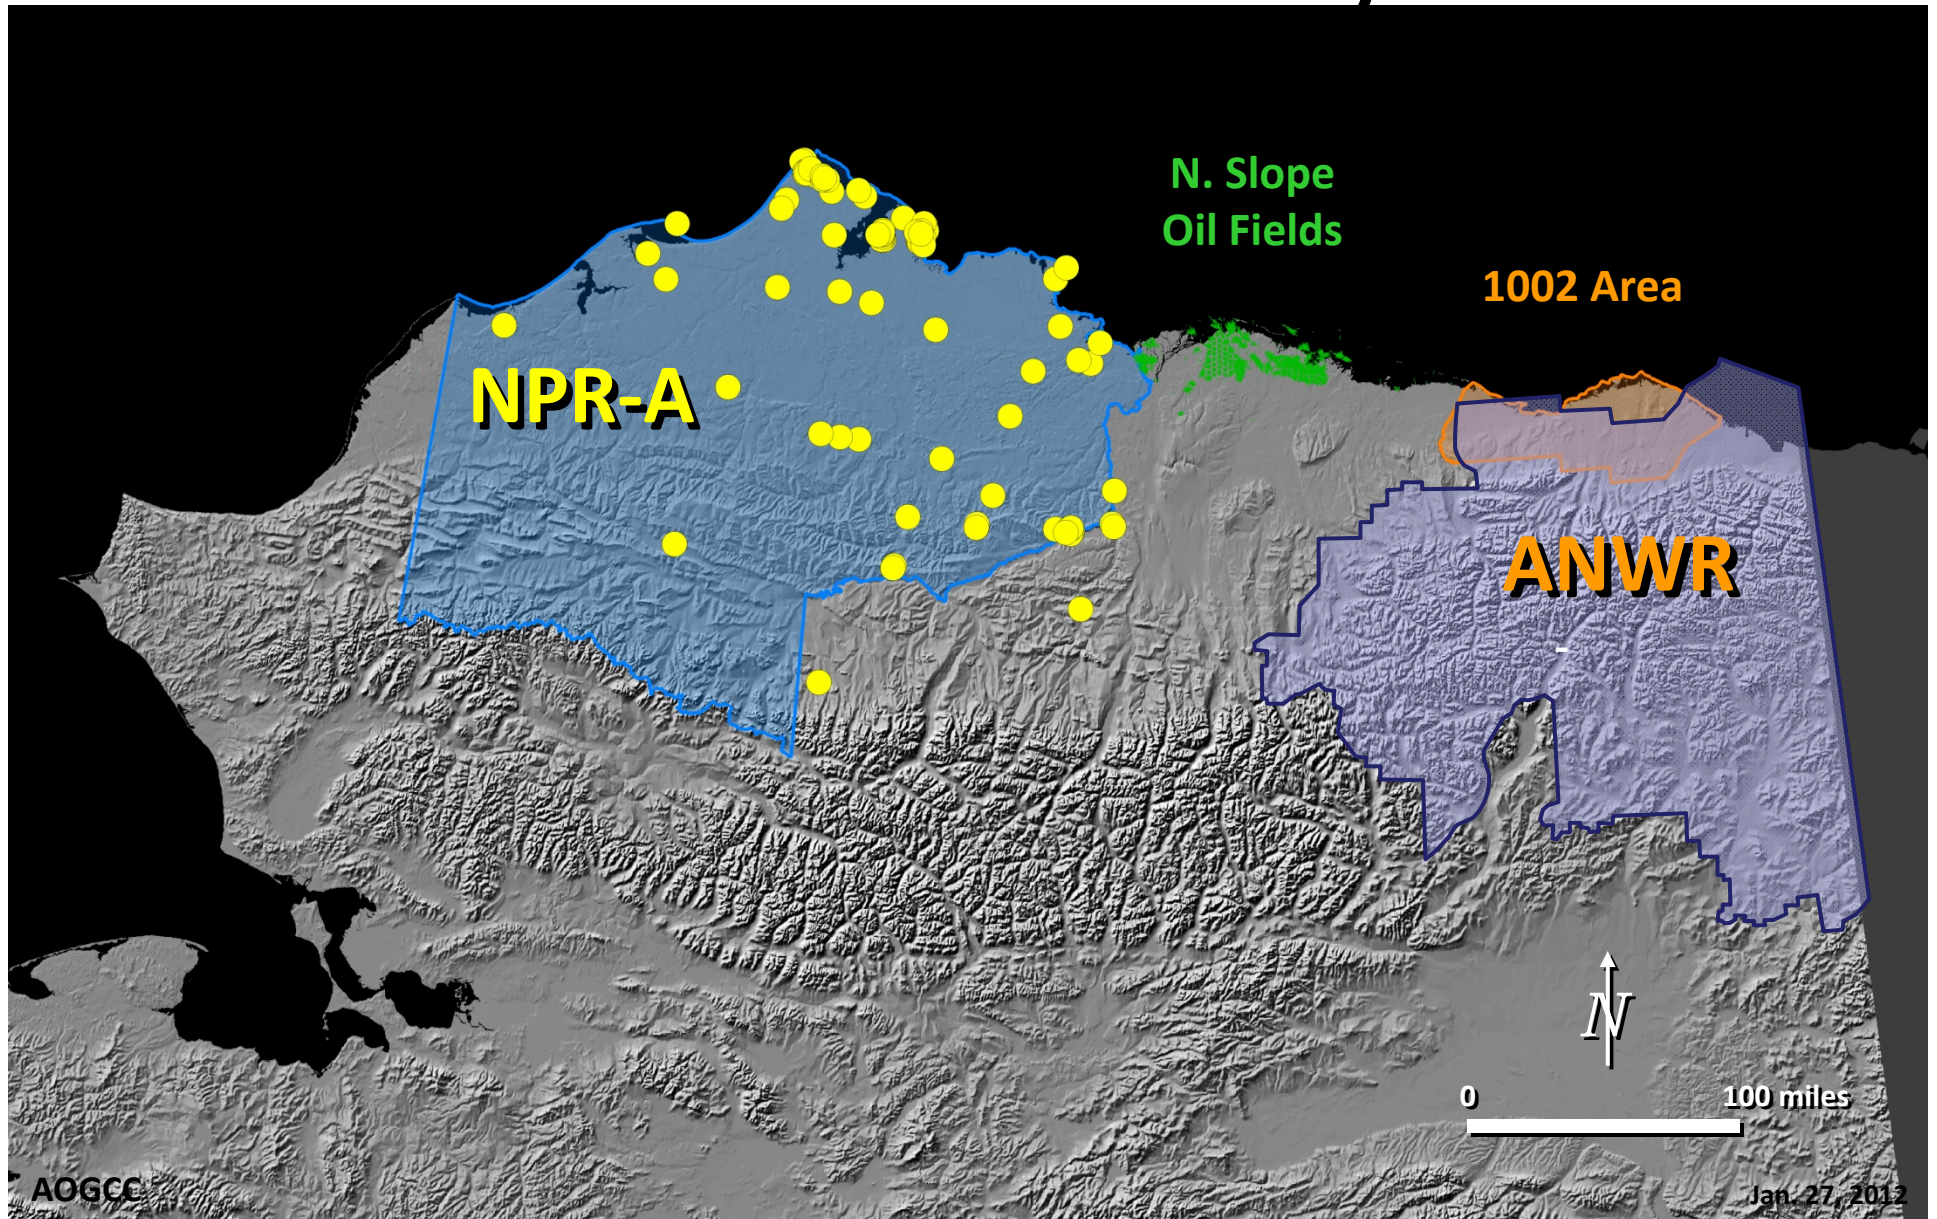 N. Slope
Oil Fields
1002 Area
NPR-A
ANWR
N
0 100 miles
AOGCC
Jan. 27, 2012